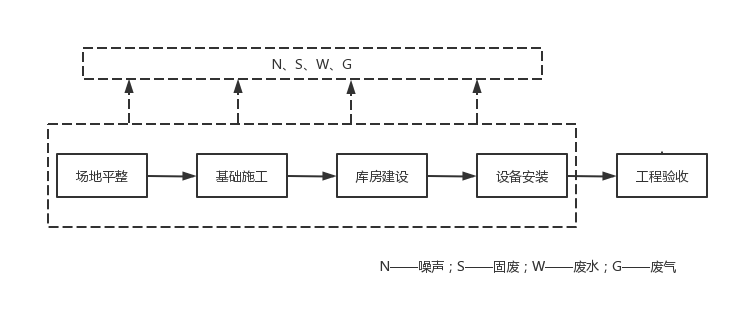 N、S、W、G
场地平整 基础施工 库房建设 设备安装 工程验收
N——噪声；S——固废；W——废水；G——废气